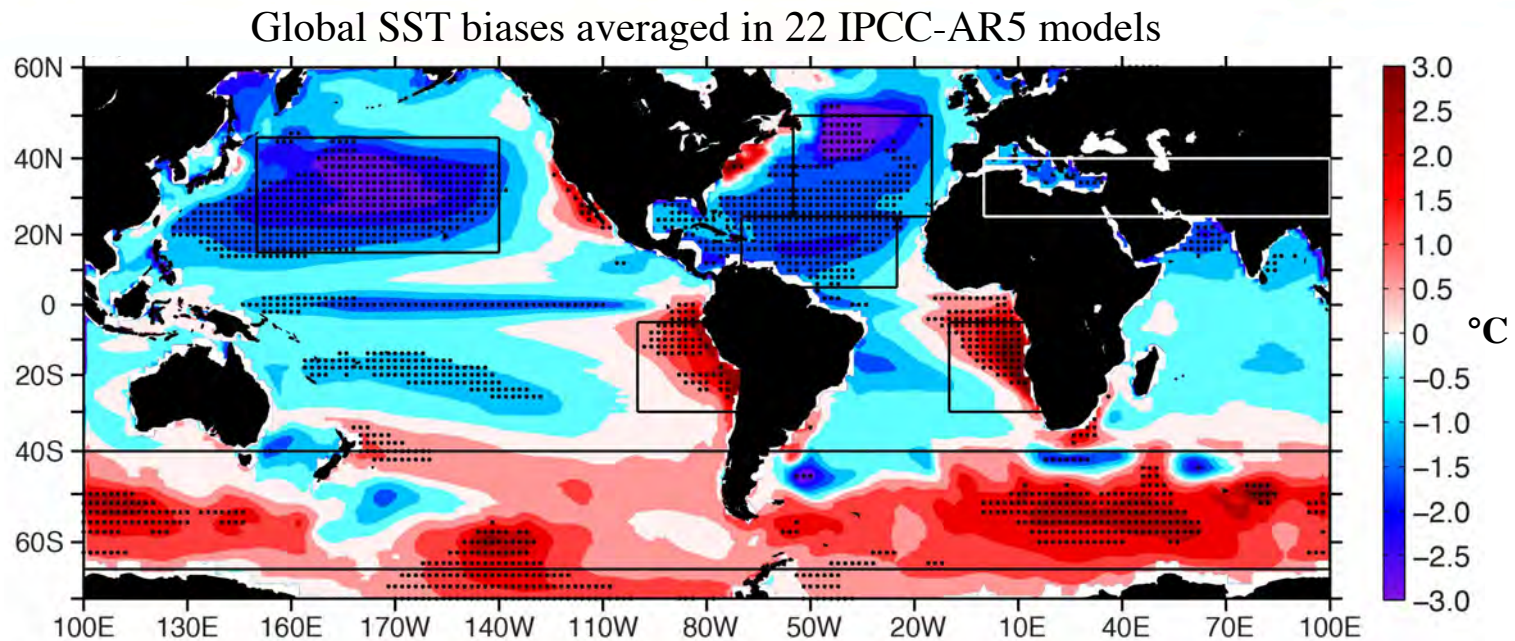 Global SST biases averaged in 22 IPCC-AR5 models
60N
40N
20N
0
20S
40S
60S
100E 130E 160E 170W 140W 110W 80W 50W 20W 10E 40E 70E 100E
3.0
2.5
2.0
1.5
1.0
0.5
0
−0.5
−1.0
−1.5
−2.0
−2.5
−3.0
°C